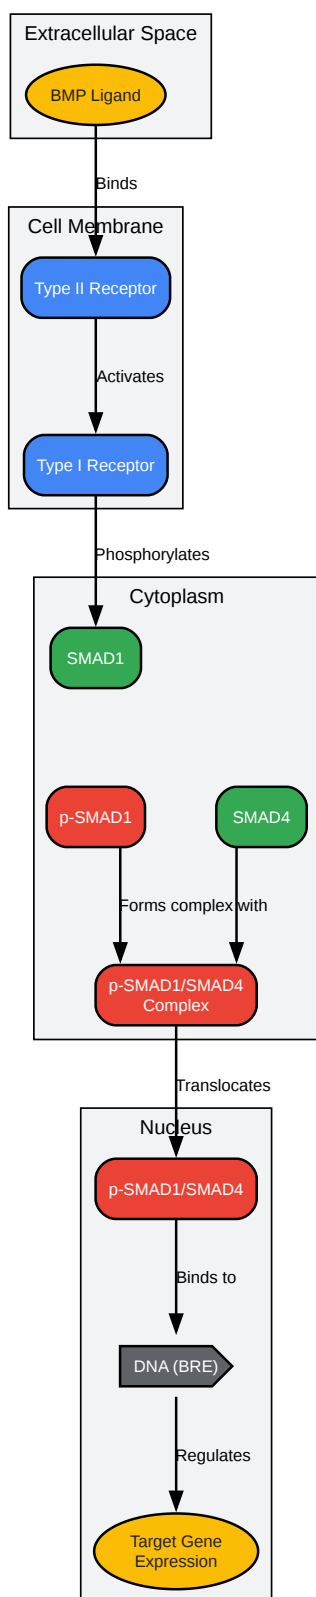 Extracellular Space
BMP Ligand
Binds
Cell Membrane
Type II Receptor
Activates
Type I Receptor
Phosphorylates
Cytoplasm
SMAD1
p-SMAD1
SMAD4
Forms complex with
p-SMAD1/SMAD4
Complex
Translocates
Nucleus
p-SMAD1/SMAD4
Binds to
DNA (BRE)
Regulates
Target Gene
Expression